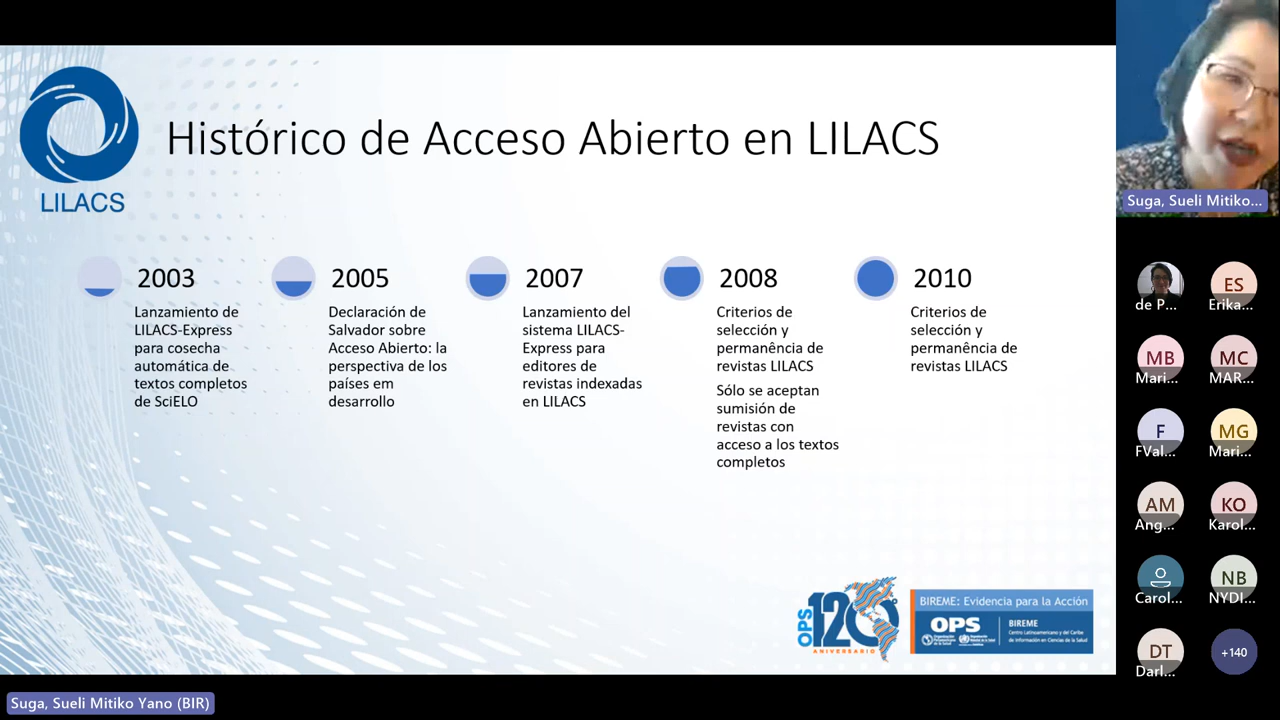 LILACS
Histórico de Acceso Abierto en LILACS
2003
Lanzamiento de
LILACS-Express
para cosecha
automática de
textos completos
de SciELO
2005
Declaración de
Salvador sobre
Acceso Abierto: la
perspectiva de los
países em
desarrollo
2007
Lanzamiento del
sistema LILACS-
Express para
editores de
revistas indexadas
en LILACS
2008
Criterios de
selección y
permanência de
revistas LILACS
Sólo se aceptan
sumisión de
revistas con
acceso a los textos
completos
2010
Criterios de
selección y
permanência de
revistas LILACS
OPS
120
ANIVERSARIO
BIREME: Evidencia para la Acción
OPS
BIREME
Centro Latinoamericano y del Caribe
de Información en Ciencias de la Salud
Suga, Sueli Mitiko...
de P...
ES
Erika...
MB
Mari...
MC
MAR...
F
FVal...
MG
Mari...
AM
Ang...
KO
Karol...
Carol...
NB
NYDI...
DT
Darl...
+140
Suga, Sueli Mitiko Yano (BIR)